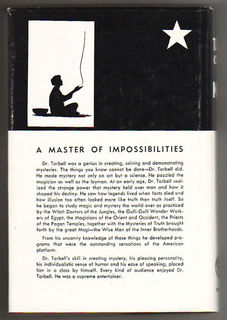 A MASTER OF IMPOSSIBILITIES
Dr. Tarbell was a genius in creating, solving and demonstrating
mysteries. The things you know cannot be done—Dr. Tarbell did.
He made mystery not only an art but a science. He puzzled the
magician as well as the layman. At an early age, Dr. Tarbell real-
ized the strange power that mystery held over man and how it
shaped his destiny. He saw how legends lived when facts died and
how illusion too often looked more like truth than truth itself. So
he began to study magic and mystery the world over as practiced
by the Witch Doctors of the Jungles, the Gulli-Gulli Wonder Work-
ers of Egypt, the Magicians of the Orient and Occident, the Priests
of the Pagan Temples, together with the Mysteries of Truth brought
forth by the great Magi—the Wise Men of the Inner Brotherhoods.
From his uncanny knowledge of these things he developed pro-
grams that were the outstanding sensations of the American
platform.
Dr. Tarbell's skill in creating mystery, his pleasing personality,
his individualistic sense of humor and his ease of speaking, placed
him in a class by himself. Every kind of audience enjoyed Dr.
Tarbell. He was a supreme entertainer.